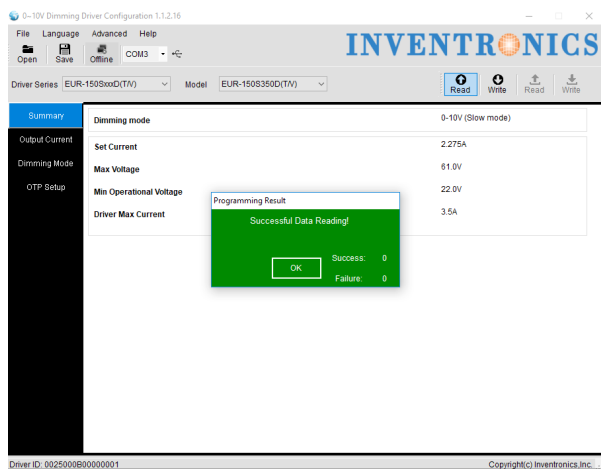 0-10V Dimming Driver Configuration 1.1.2.16
File Language Advanced Help
Open Save Offline COM3
INVENTRONICS
Driver Series EUR-150SxxxD(T/V) Model EUR-150S350D(T/V) Read Write Read Write
Summary
Output Current
Dimming Mode
OTP Setup
Dimming mode 0-10V (Slow mode)
Set Current 2.275A
Max Voltage 61.0V
Min Operational Voltage 22.0V
Driver Max Current 3.5A
Programming Result
Successful Data Reading!
Success: 0
OK
Failure: 0
Driver ID: 0025000B00000001 Copyright(c) Inventronics,Inc.